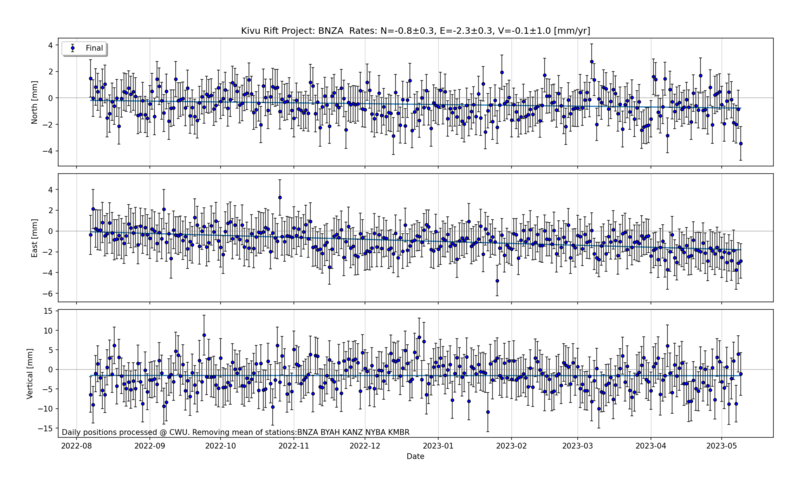 Kivu Rift Project: BNZA Rates: N=-0.8±0.3, E=-2.3±0.3, V=-0.1±1.0 [mm/yr]
Final
North [mm]
4
2
0
−2
−4
East [mm]
4
2
0
−2
−4
−6
Vertical [mm]
15
10
5
0
−5
−10
−15
Daily positions processed @ CWU. Removing mean of stations:BNZA BYAH KANZ NYBA KMBR
2022-08 2022-09 2022-10 2022-11 2022-12 2023-01 2023-02 2023-03 2023-04 2023-05
Date